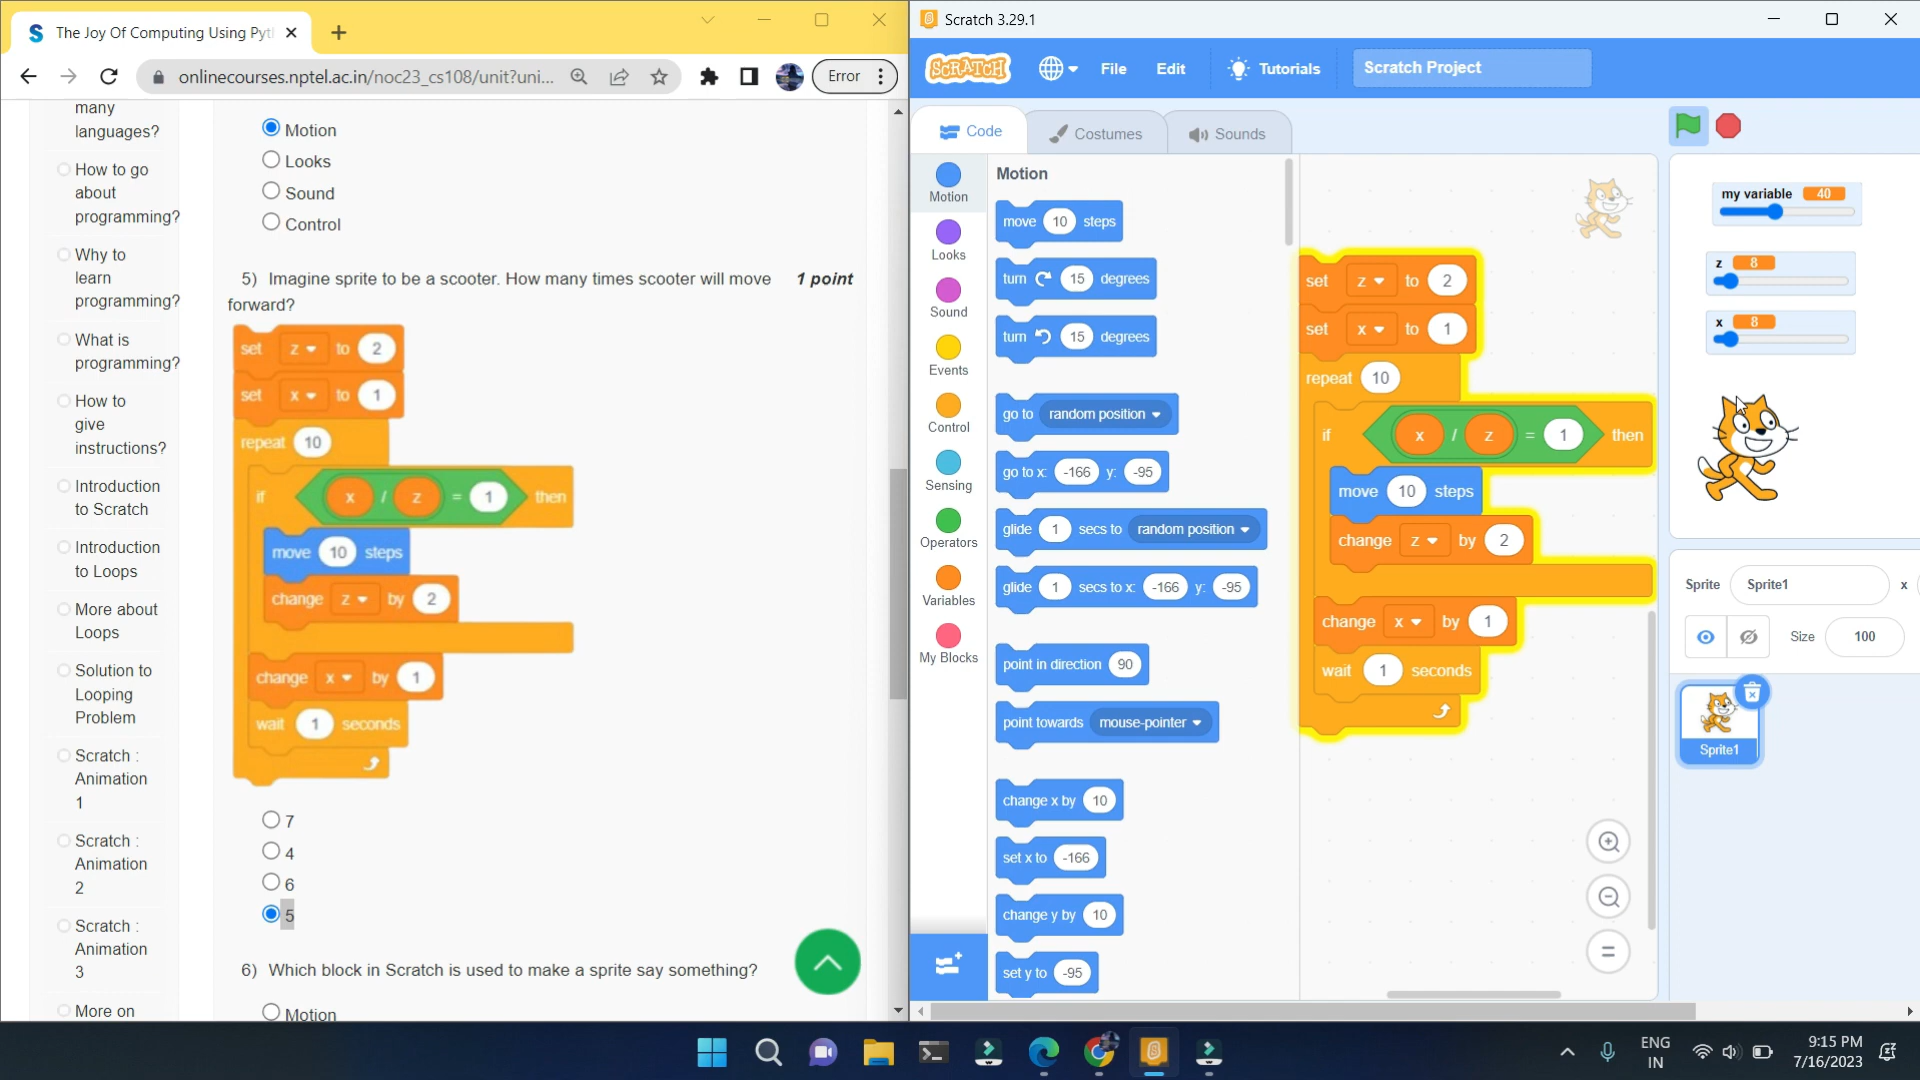 The Joy Of Computing Using Pyt
onlinecourses.nptel.ac.in/noc23_cs108/unit?uni...
Error
many
languages?
How to go
about
programming?
Why to
learn
programming?
What is
programming?
How to
give
instructions?
Introduction
to Scratch
Introduction
to Loops
More about
Loops
Solution to
Looping
Problem
Scratch :
Animation
1
Scratch :
Animation
2
Scratch :
Animation
3
More on
Motion
Looks
Sound
Control
5) Imagine sprite to be a scooter. How many times scooter will move 1 point
forward?
set z to 2
set x to 1
repeat 10
if x / z = 1 then
move 10 steps
change z by 2
change x by 1
wait 1 seconds
7
4
6
5
6) Which block in Scratch is used to make a sprite say something?
Motion
Scratch 3.29.1
SCRATCH
File
Edit
Tutorials
Scratch Project
Code
Costumes
Sounds
Motion
Looks
Sound
Events
Control
Sensing
Operators
Variables
My Blocks
Motion
move 10 steps
turn 15 degrees
turn 15 degrees
go to random position
go to x: -166 y: -95
glide 1 secs to random position
glide 1 secs to x: -166 y: -95
point in direction 90
point towards mouse-pointer
change x by 10
set x to -166
change y by 10
set y to -95
set z to 2
set x to 1
repeat 10
if x / z = 1 then
move 10 steps
change z by 2
change x by 1
wait 1 seconds
my variable 40
z 8
x 8
Sprite Sprite1 x
Size 100
Sprite1
ENG
IN
9:15 PM
7/16/2023